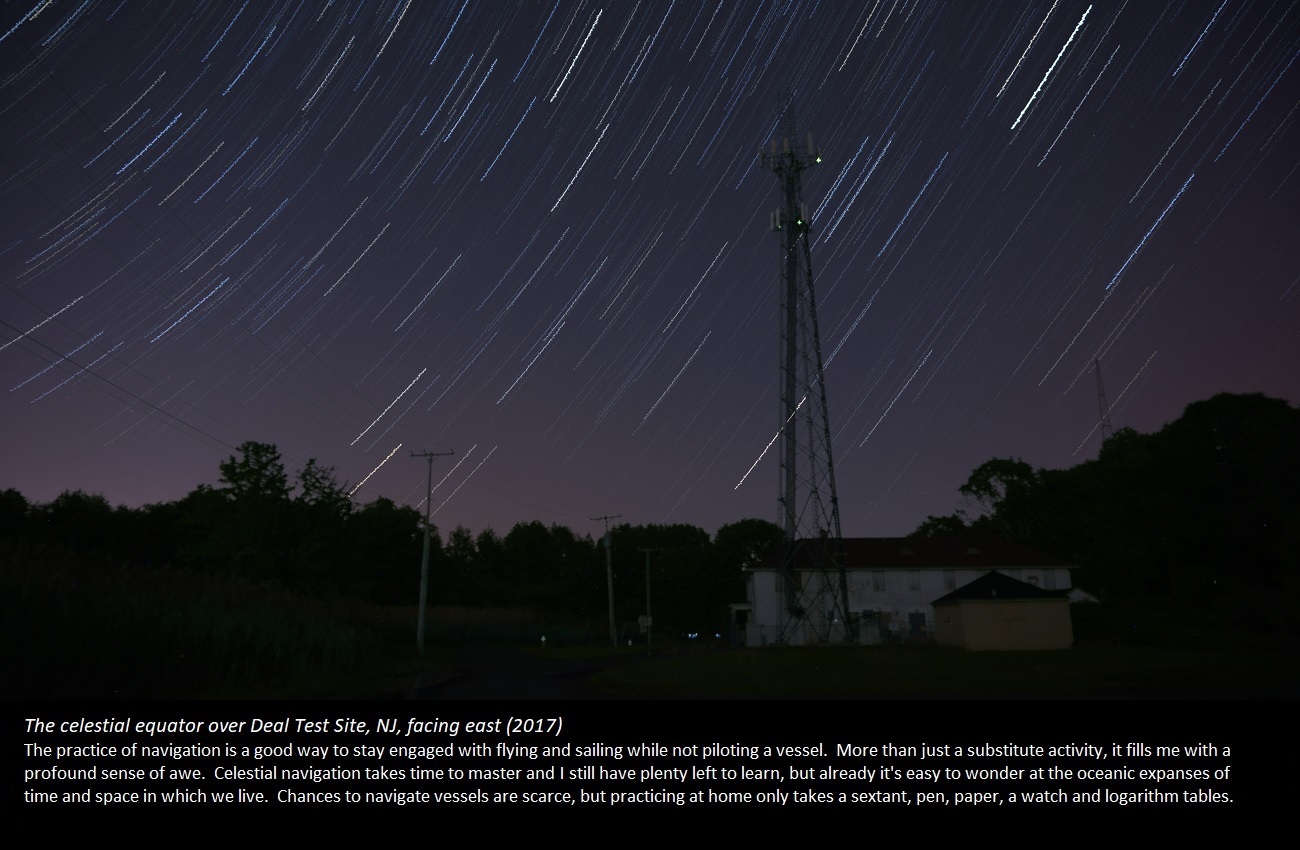 The celestial equator over Deal Test Site, NJ, facing east (2017)
The practice of navigation is a good way to stay engaged with flying and sailing while not piloting a vessel.  More than just a substitute activity, it fills me with a
profound sense of awe.  Celestial navigation takes time to master and I still have plenty left to learn, but already it's easy to wonder at the oceanic expanses of
time and space in which we live.  Chances to navigate vessels are scarce, but practicing at home only takes a sextant, pen, paper, a watch and logarithm tables.